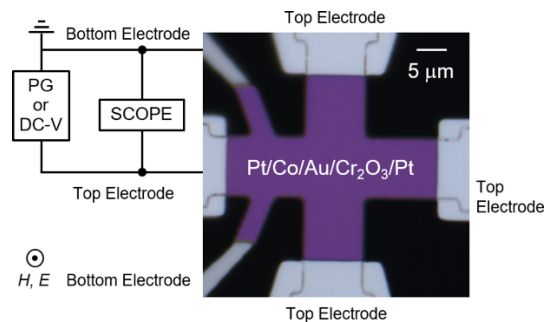 Top Electrode
Bottom Electrode
5 μm
PG
or
DC-V
SCOPE
Pt/Co/Au/Cr₂O₃/Pt
Top Electrode
Top
Electrode
H, E
Bottom Electrode
Top Electrode